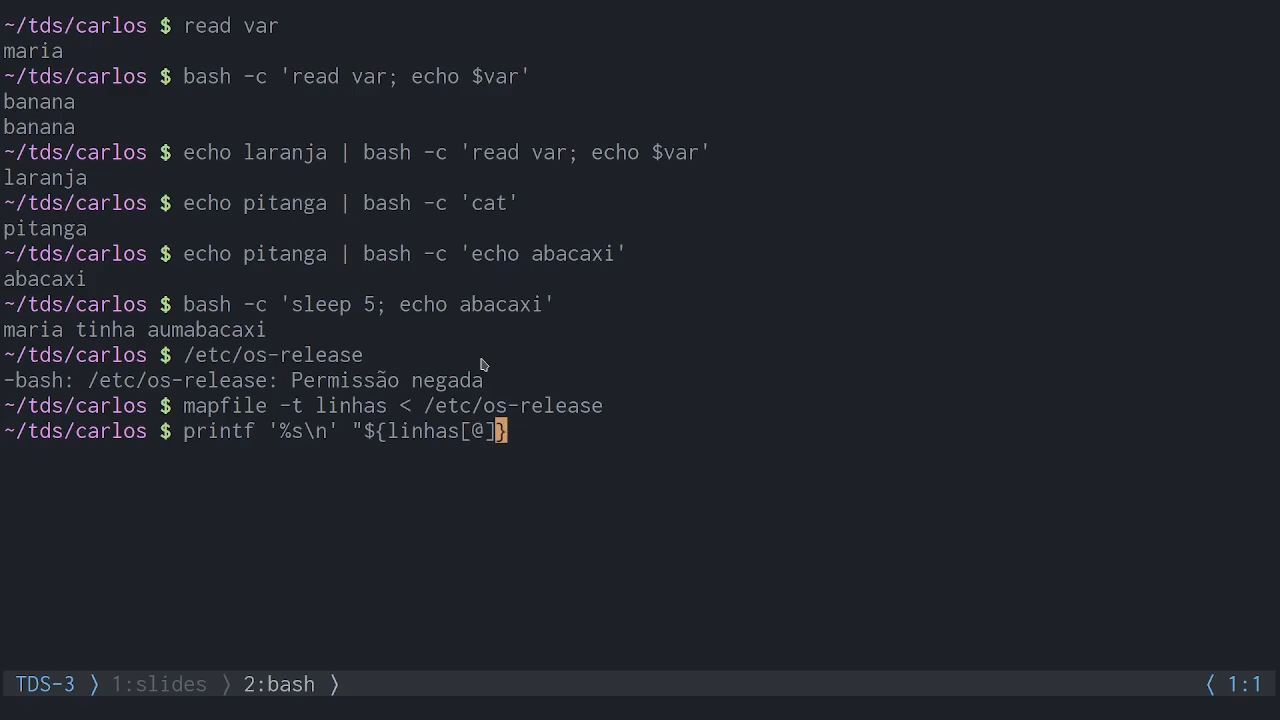 ~/tds/carlos $ read var
maria
~/tds/carlos $ bash -c 'read var; echo $var'
banana
banana
~/tds/carlos $ echo laranja | bash -c 'read var; echo $var'
laranja
~/tds/carlos $ echo pitanga | bash -c 'cat'
pitanga
~/tds/carlos $ echo pitanga | bash -c 'echo abacaxi'
abacaxi
~/tds/carlos $ bash -c 'sleep 5; echo abacaxi'
maria tinha aumabacaxi
~/tds/carlos $ /etc/os-release
-bash: /etc/os-release: Permissão negada
~/tds/carlos $ mapfile -t linhas < /etc/os-release
~/tds/carlos $ printf '%s\n' "${linhas[@]}
TDS-3 〉 1:slides 〉 2:bash 〉 〈 1:1